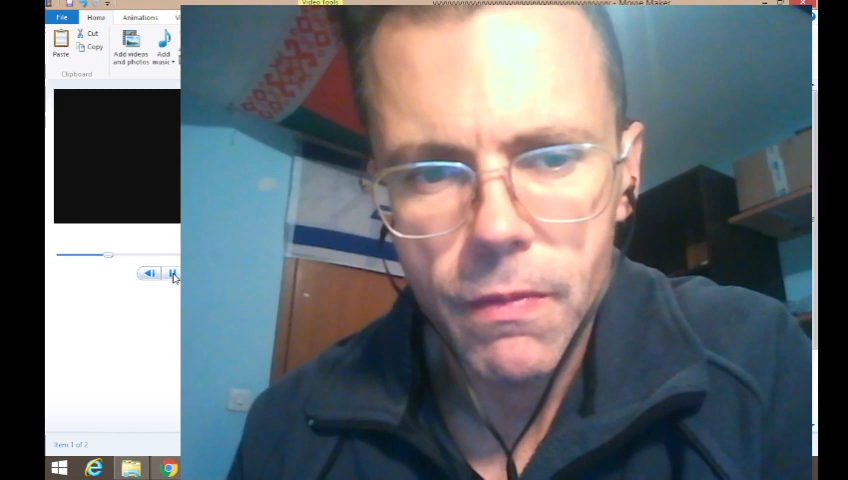 Video Tools
File Home Animations
Paste
Cut
Copy
Clipboard
Add videos
and photos
Add
music
Movie Maker
Item 1 of 2